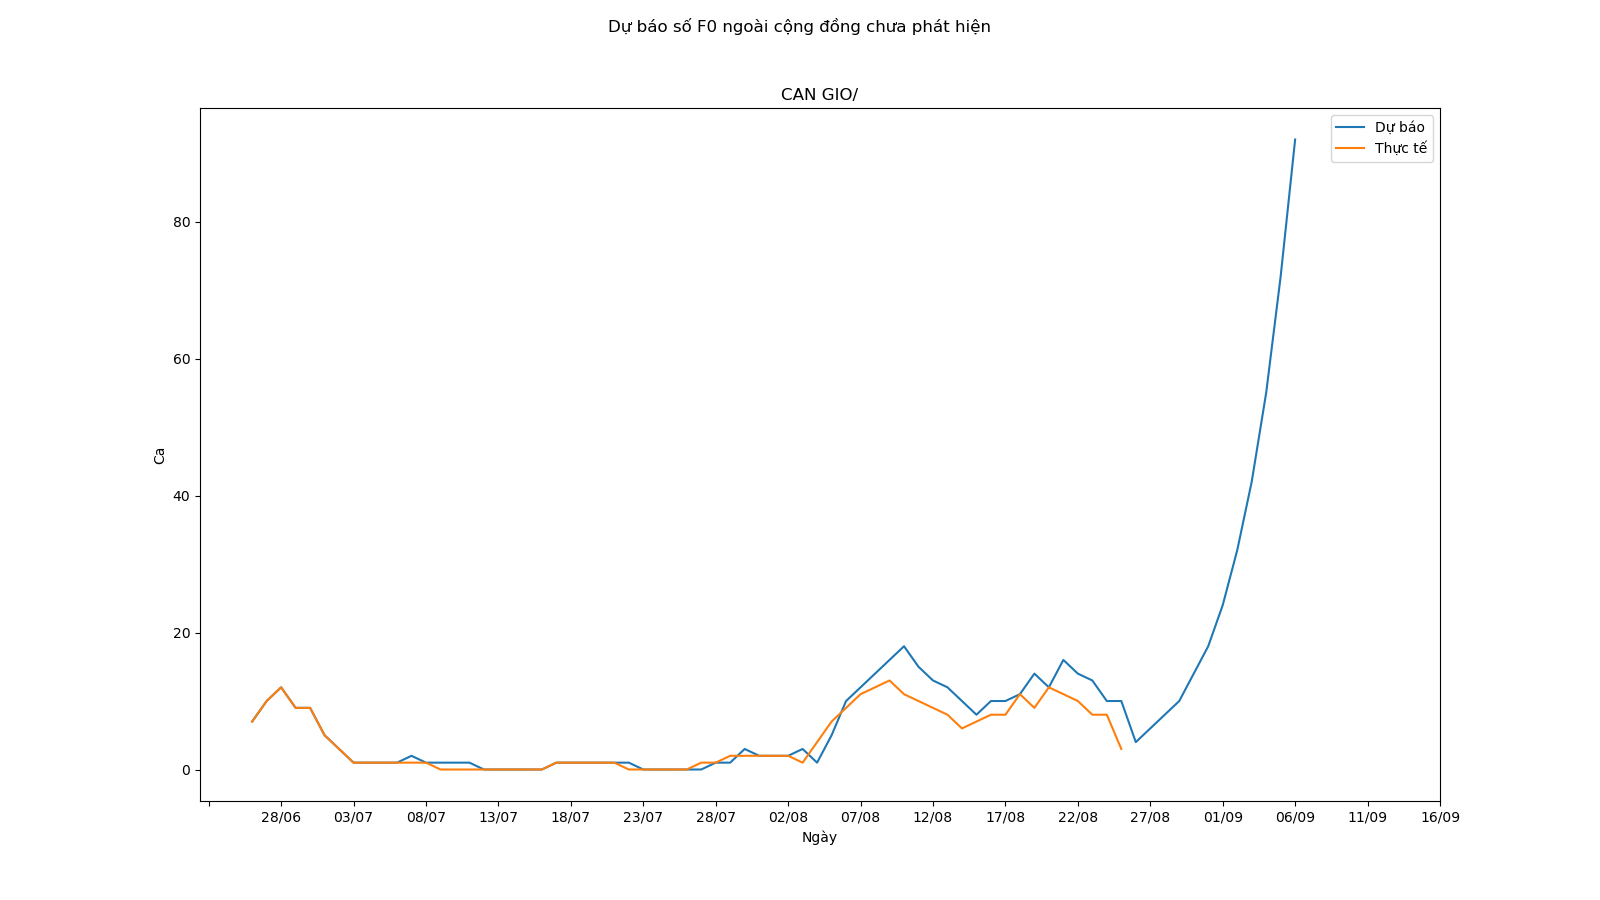 Dự báo số F0 ngoài cộng đồng chưa phát hiện
CAN GIO/
Dự báo
Thực tế
80
60
40
20
0
Ca
28/06 03/07 08/07 13/07 18/07 23/07 28/07 02/08 07/08 12/08 17/08 22/08 27/08 01/09 06/09 11/09 16/09
Ngày